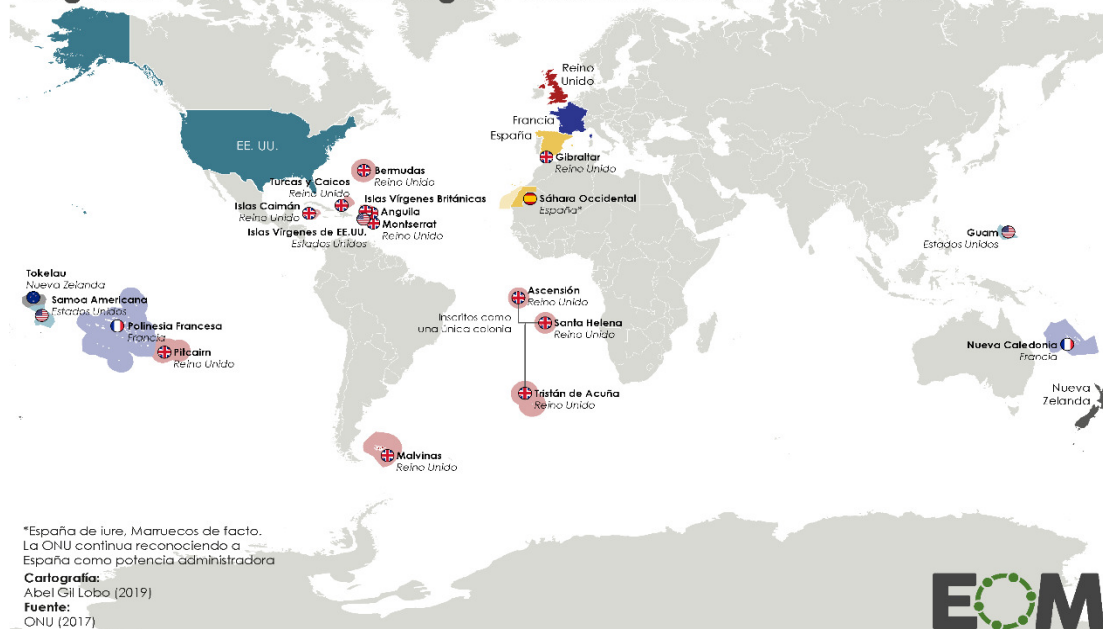 Reino
Unido
Francia
España
EE. UU.
Gibraltar
Reino Unido
Bermudas
Reino Unido
Turcas y Caicos
Reino Unido
Islas Vírgenes Británicas
Islas Caimán
Reino Unido
Anguila
Montserrat
Reino Unido
Islas Vírgenes de EE.UU.
Estados Unidos
Sáhara Occidental
España*
Guam
Estados Unidos
Tokelau
Nueva Zelanda
Samoa Americana
Estados Unidos
Polinesia Francesa
Francia
Pitcairn
Reino Unido
Ascensión
Reino Unido
Inscritos como
una única colonia
Santa Helena
Reino Unido
Tristán de Acuña
Reino Unido
Nueva Caledonia
Francia
Nueva
Zelanda
Malvinas
Reino Unido
*España de iure, Marruecos de facto.
La ONU continua reconociendo a
España como potencia administradora
Cartografía:
Abel Gil Lobo (2019)
Fuente:
ONU (2017)
EOM